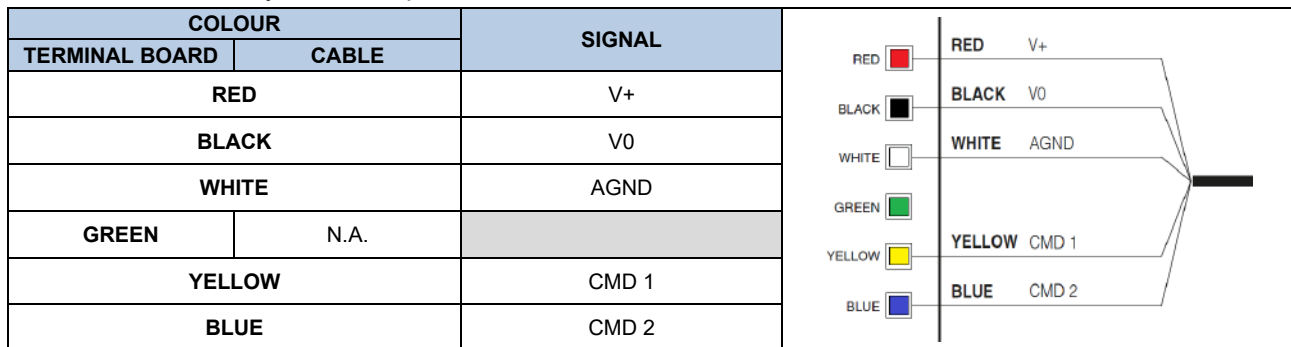 COLOUR
SIGNAL
TERMINAL BOARD CABLE
RED V+
BLACK V0
WHITE AGND
GREEN N.A.
YELLOW CMD 1
BLUE CMD 2
RED RED V+
BLACK BLACK V0
WHITE WHITE AGND
GREEN
YELLOW YELLOW CMD 1
BLUE BLUE CMD 2